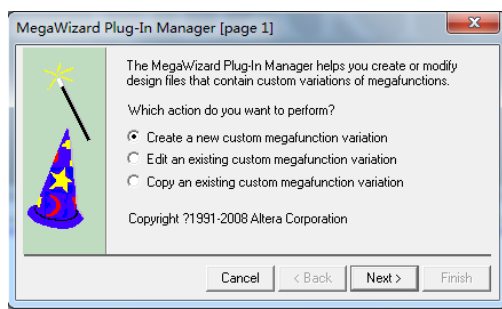 MegaWizard Plug-In Manager [page 1]
The MegaWizard Plug-In Manager helps you create or modify
design files that contain custom variations of megafunctions.
Which action do you want to perform?
Create a new custom megafunction variation
Edit an existing custom megafunction variation
Copy an existing custom megafunction variation
Copyright ?1991-2008 Altera Corporation
Cancel < Back Next > Finish